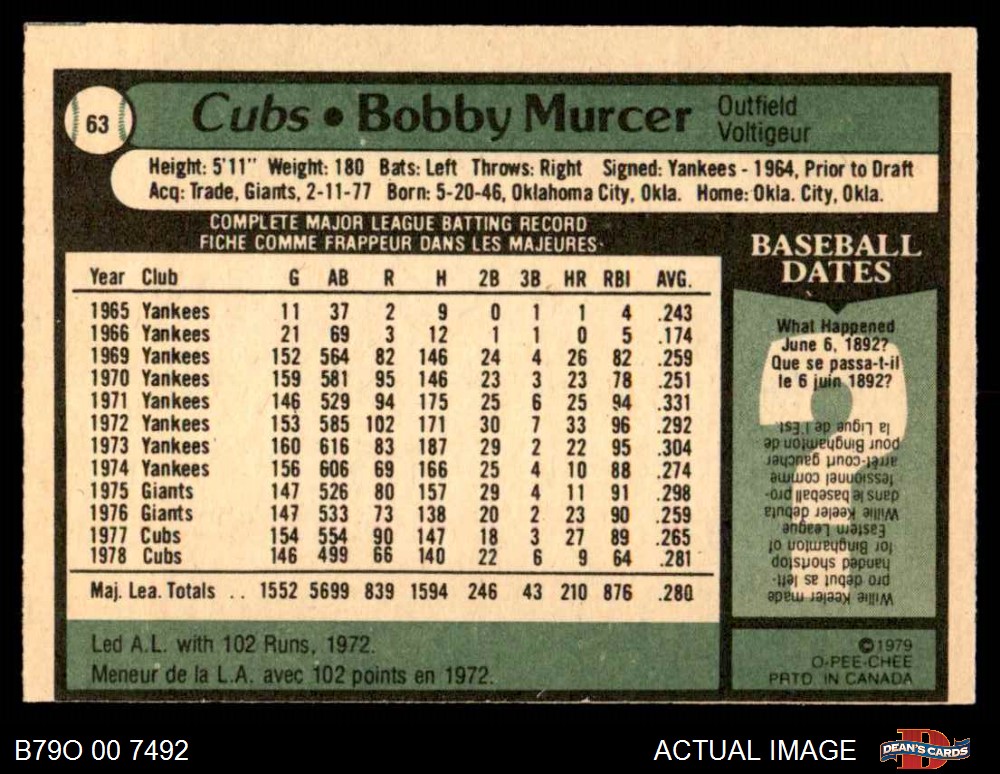 63
Cubs • Bobby Murcer
Outfield
Voltigeur
Height: 5'11" Weight: 180 Bats: Left Throws: Right Signed: Yankees - 1964, Prior to Draft
Acq: Trade, Giants, 2-11-77 Born: 5-20-46, Oklahoma City, Okla. Home: Okla. City, Okla.
COMPLETE MAJOR LEAGUE BATTING RECORD
FICHE COMME FRAPPEUR DANS LES MAJEURES
Year Club G AB R H 2B 3B HR RBI AVG.
1965 Yankees 11 37 2 9 0 1 1 4 .243
1966 Yankees 21 69 3 12 1 1 0 5 .174
1969 Yankees 152 564 82 146 24 4 26 82 .259
1970 Yankees 159 581 95 146 23 3 23 78 .251
1971 Yankees 146 529 94 175 25 6 25 94 .331
1972 Yankees 153 585 102 171 30 7 33 96 .292
1973 Yankees 160 616 83 187 29 2 22 95 .304
1974 Yankees 156 606 69 166 25 4 10 88 .274
1975 Giants 147 526 80 157 29 4 11 91 .298
1976 Giants 147 533 73 138 20 2 23 90 .259
1977 Cubs 154 554 90 147 18 3 27 89 .265
1978 Cubs 146 499 66 140 22 6 9 64 .281
Maj. Lea. Totals .. 1552 5699 839 1594 246 43 210 876 .280
Led A.L. with 102 Runs, 1972.
Meneur de la L.A. avec 102 points en 1972.
BASEBALL
DATES
What Happened
June 6, 1892?
Que se passa-t-il
le 6 juin 1892?
Willie Keeler made
pro debut as left-
handed shortstop
for Binghamton of
Eastern League
Willie Keeler débuta
dans le baseball pro-
fessionnel comme
arrêt-court gaucher
pour Binghampton de
la Ligue de l'Est.
©1979
O-PEE-CHEE
PRTD. IN CANADA
B79O 00 7492
ACTUAL IMAGE
DEAN'S CARDS